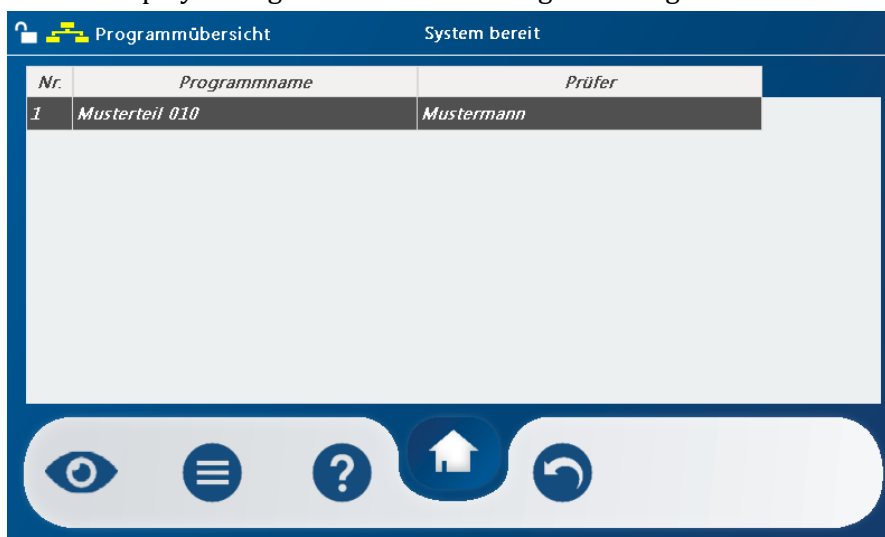 Programmübersicht System bereit
Nr. Programmname Prüfer
1 Musterteil 010 Mustermann
?